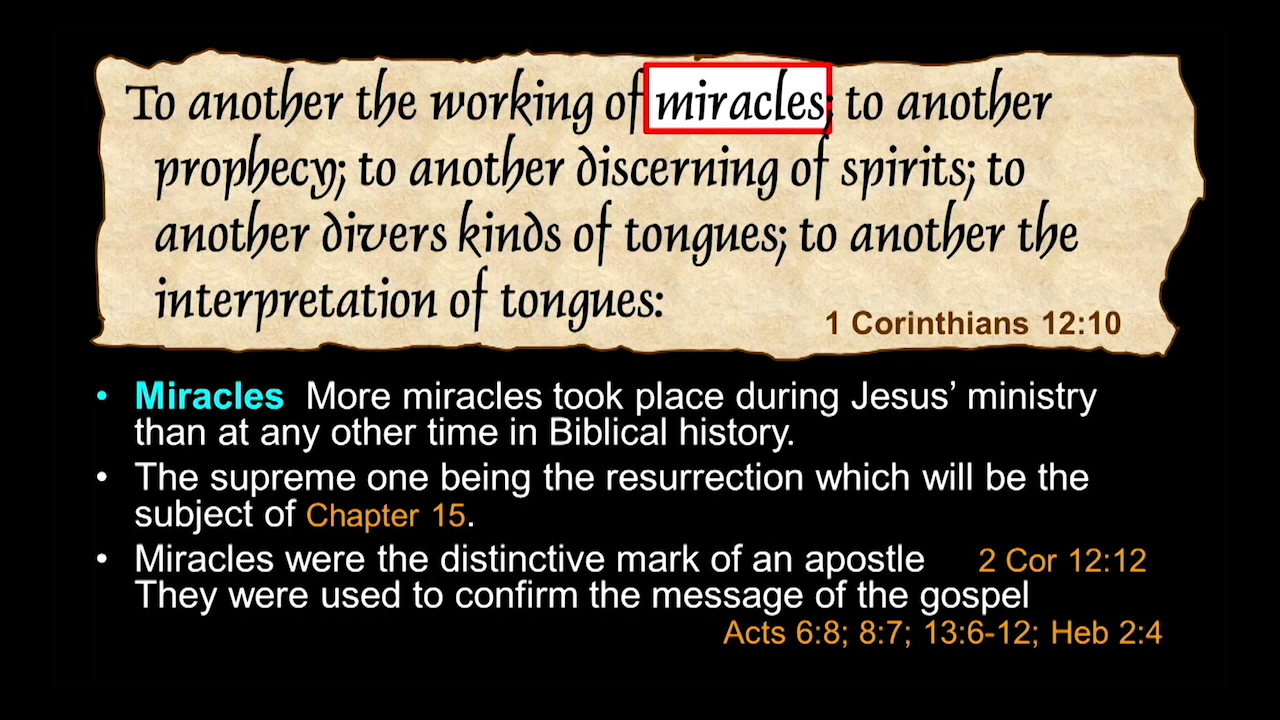 To another the working of miracles; to another
prophecy; to another discerning of spirits; to
another divers kinds of tongues; to another the
interpretation of tongues:
1 Corinthians 12:10
• Miracles More miracles took place during Jesus’ ministry
than at any other time in Biblical history.
• The supreme one being the resurrection which will be the
subject of Chapter 15.
• Miracles were the distinctive mark of an apostle 2 Cor 12:12
They were used to confirm the message of the gospel
Acts 6:8; 8:7; 13:6-12; Heb 2:4